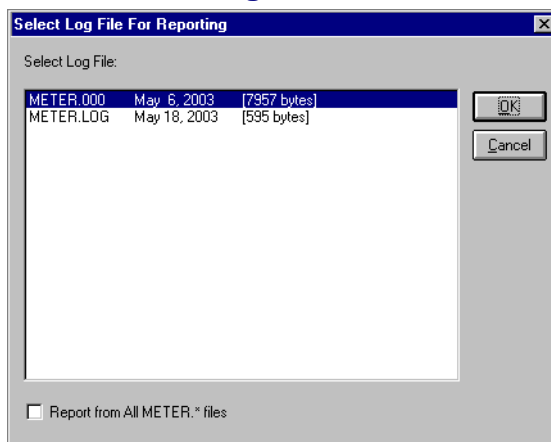 Select Log File For Reporting
Select Log File:
METER.000 May 6, 2003 [7957 bytes]
METER.LOG May 18, 2003 [595 bytes]
OK
Cancel
Report from All METER.* files